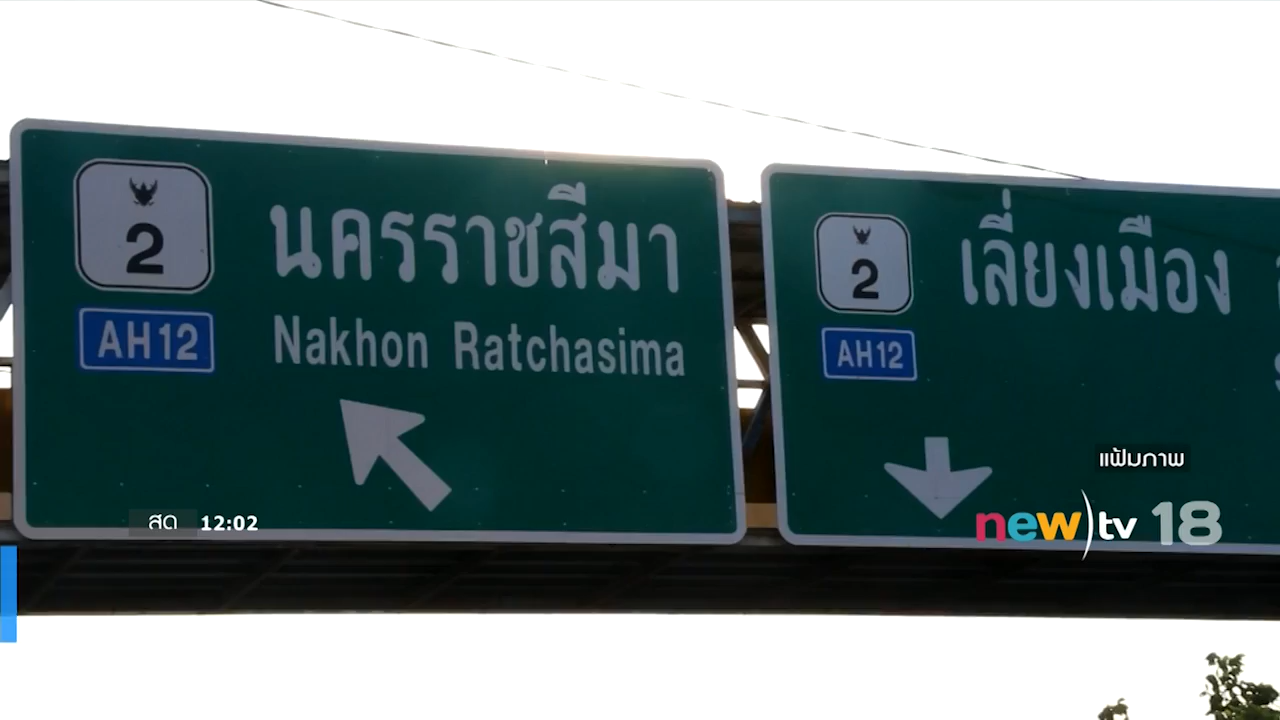 2
นครราชสีมา
AH12
Nakhon Ratchasima
2
เลี่ยงเมือง
AH12
แฟ้มภาพ
สด 12:02
new)tv 18